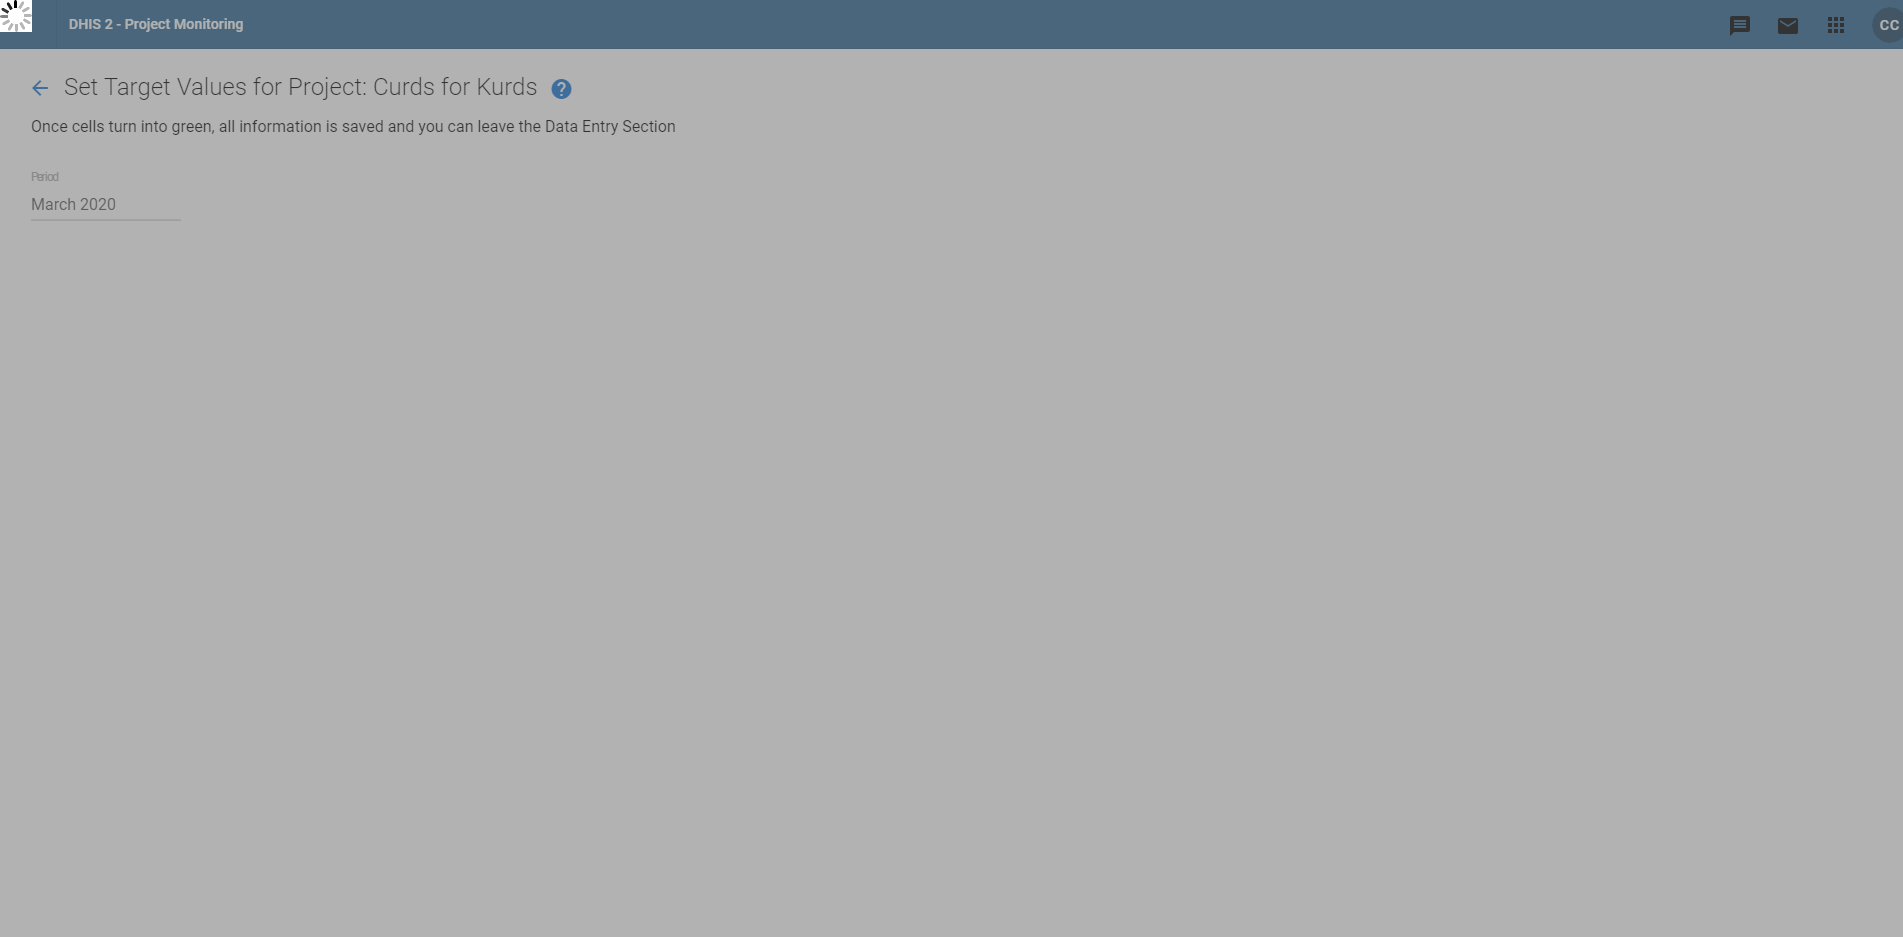 DHIS 2 - Project Monitoring
CC
Set Target Values for Project: Curds for Kurds
?
Once cells turn into green, all information is saved and you can leave the Data Entry Section
Period
March 2020